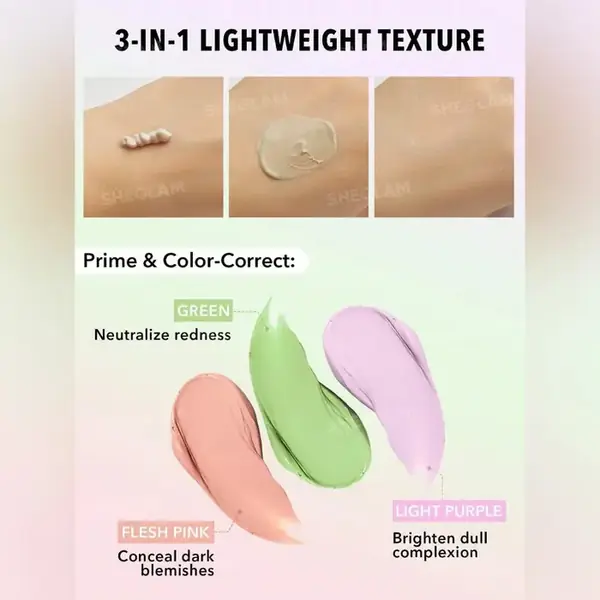 3-IN-1 LIGHTWEIGHT TEXTURE
SHEGLAM
SHEGLAM
SHEGLAM
SHEGLAM
Prime & Color-Correct:
GREEN
Neutralize redness
LIGHT PURPLE
Brighten dull
complexion
FLESH PINK
Conceal dark
blemishes